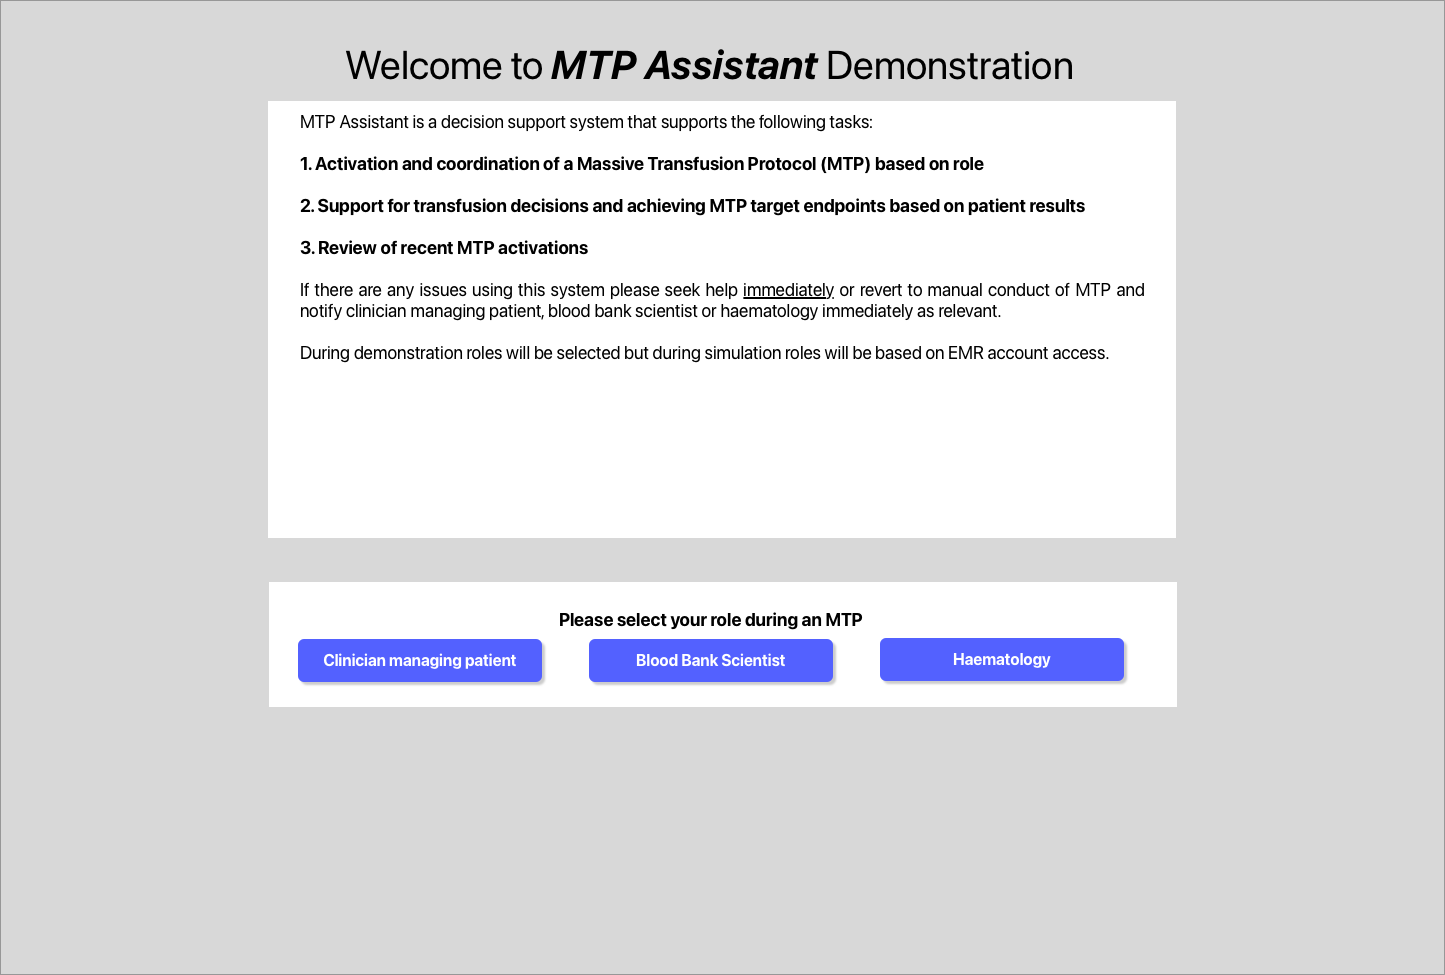 Welcome to MTP Assistant Demonstration
MTP Assistant is a decision support system that supports the following tasks:
1. Activation and coordination of a Massive Transfusion Protocol (MTP) based on role
2. Support for transfusion decisions and achieving MTP target endpoints based on patient results
3. Review of recent MTP activations
If there are any issues using this system please seek help immediately or revert to manual conduct of MTP and
notify clinician managing patient, blood bank scientist or haematology immediately as relevant.
During demonstration roles will be selected but during simulation roles will be based on EMR account access.
Please select your role during an MTP
Clinician managing patient
Blood Bank Scientist
Haematology